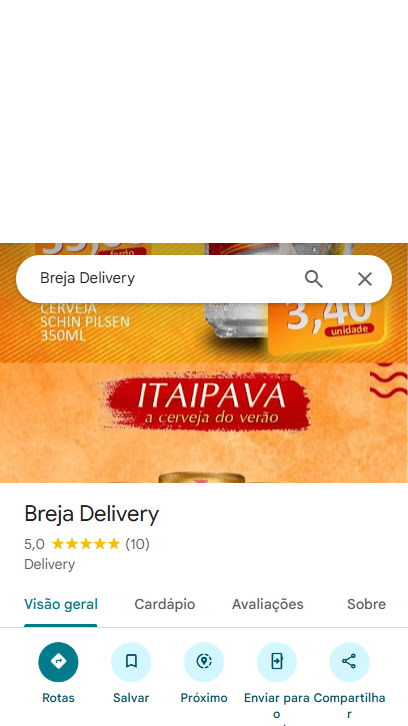 fardo
Breja Delivery
CERVEJA
SCHIN PILSEN
350ML
3,40
unidade
ITAIPAVA
a cerveja do verão
Breja Delivery
5,0 ★★★★★ (10)
Delivery
Visão geral Cardápio Avaliações Sobre
Rotas Salvar Próximo Enviar para o Compartilhar